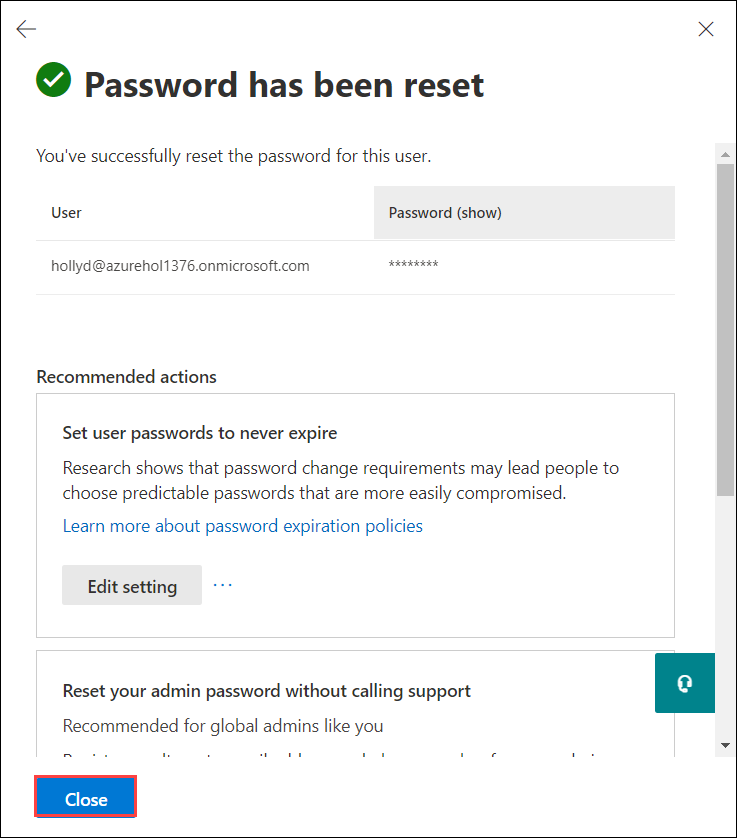 Password has been reset
You've successfully reset the password for this user.
User
Password (show)
hollyd@azurehol1376.onmicrosoft.com
********
Recommended actions
Set user passwords to never expire
Research shows that password change requirements may lead people to
choose predictable passwords that are more easily compromised.
Learn more about password expiration policies
Edit setting
···
Reset your admin password without calling support
Recommended for global admins like you
Close